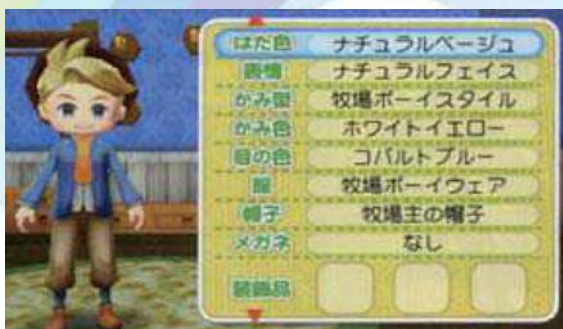 はだ色 ナチュラルベージュ
表情 ナチュラルフェイス
かみ型 牧場ボーイスタイル
かみ色 ホワイトイエロー
目の色 コバルトブルー
服 牧場ボーイウェア
帽子 牧場主の帽子
メガネ なし
装飾品